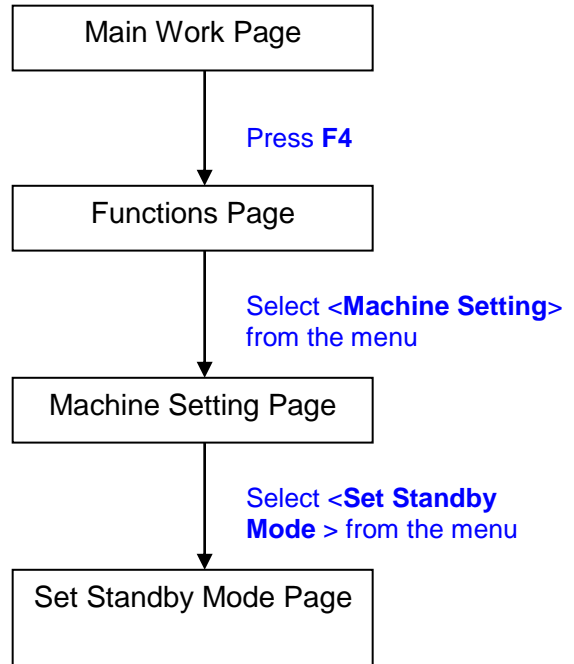 Main Work Page
Press F4
Functions Page
Select <Machine Setting>
from the menu
Machine Setting Page
Select <Set Standby
Mode > from the menu
Set Standby Mode Page